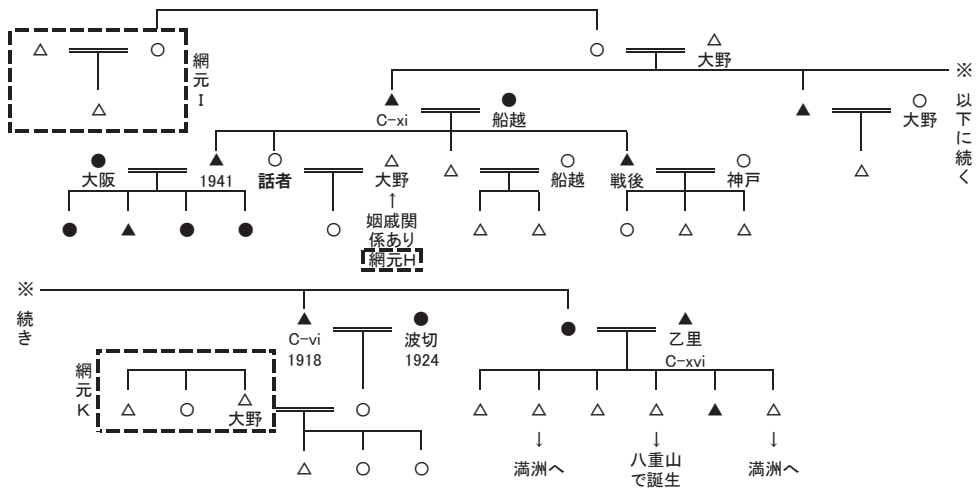 網元I
大野
※
以下に続く
C-xi
船越
大野
大阪
1941
話者
大野
船越
戦後
神戸
↑
姻戚関
係あり
網元H
※
続き
C-vi
1918
波切
1924
乙里
C-xvi
網元K
大野
↓
満洲へ
↓
八重山
で誕生
↓
満洲へ